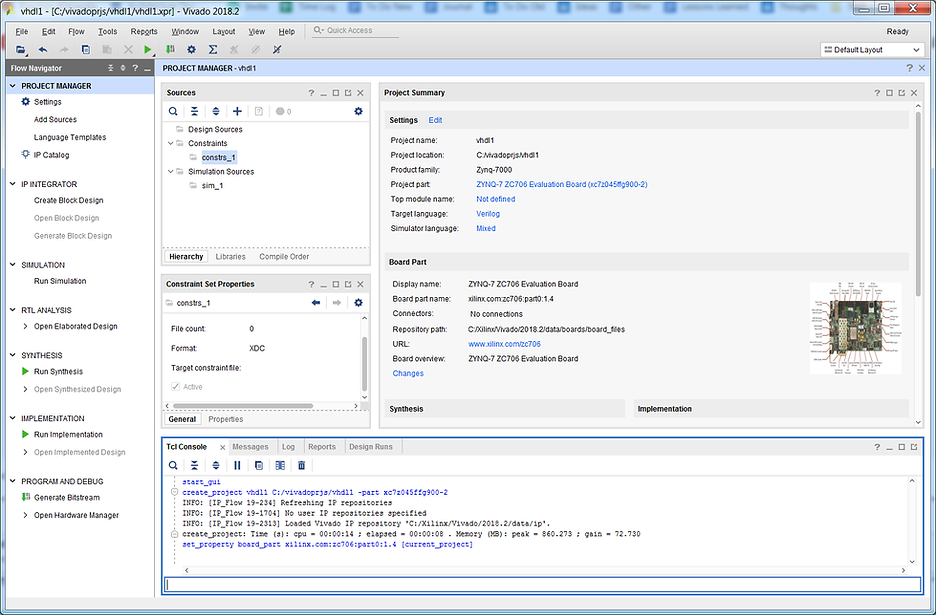 vhdl1 - [C:/vivadoprjs/vhdl1/vhdl1.xpr] - Vivado 2018.2
File Edit Flow Tools Reports Window Layout View Help Quick Access Ready
Default Layout
Flow Navigator
PROJECT MANAGER
Settings
Add Sources
Language Templates
IP Catalog
IP INTEGRATOR
Create Block Design
Open Block Design
Generate Block Design
SIMULATION
Run Simulation
RTL ANALYSIS
Open Elaborated Design
SYNTHESIS
Run Synthesis
Open Synthesized Design
IMPLEMENTATION
Run Implementation
Open Implemented Design
PROGRAM AND DEBUG
Generate Bitstream
Open Hardware Manager
PROJECT MANAGER - vhdl1
Sources
0
Design Sources
Constraints
constrs_1
Simulation Sources
sim_1
Hierarchy Libraries Compile Order
Constraint Set Properties
constrs_1
File count: 0
Format: XDC
Target constraint file:
Active
General Properties
Project Summary
Settings Edit
Project name: vhdl1
Project location: C:/vivadoprjs/vhdl1
Product family: Zynq-7000
Project part: ZYNQ-7 ZC706 Evaluation Board (xc7z045ffg900-2)
Top module name: Not defined
Target language: Verilog
Simulator language: Mixed
Board Part
Display name: ZYNQ-7 ZC706 Evaluation Board
Board part name: xilinx.com:zc706:part0:1.4
Connectors: No connections
Repository path: C:/Xilinx/Vivado/2018.2/data/boards/board_files
URL: www.xilinx.com/zc706
Board overview: ZYNQ-7 ZC706 Evaluation Board
Changes
Synthesis Implementation
Tcl Console Messages Log Reports Design Runs
start_gui
create_project vhdl1 C:/vivadoprjs/vhdl1 -part xc7z045ffg900-2
INFO: [IP_Flow 19-234] Refreshing IP repositories
INFO: [IP_Flow 19-1704] No user IP repositories specified
INFO: [IP_Flow 19-2313] Loaded Vivado IP repository 'C:/Xilinx/Vivado/2018.2/data/ip'.
create_project: Time (s): cpu = 00:00:14 ; elapsed = 00:00:08 . Memory (MB): peak = 860.273 ; gain = 72.730
set_property board_part xilinx.com:zc706:part0:1.4 [current_project]